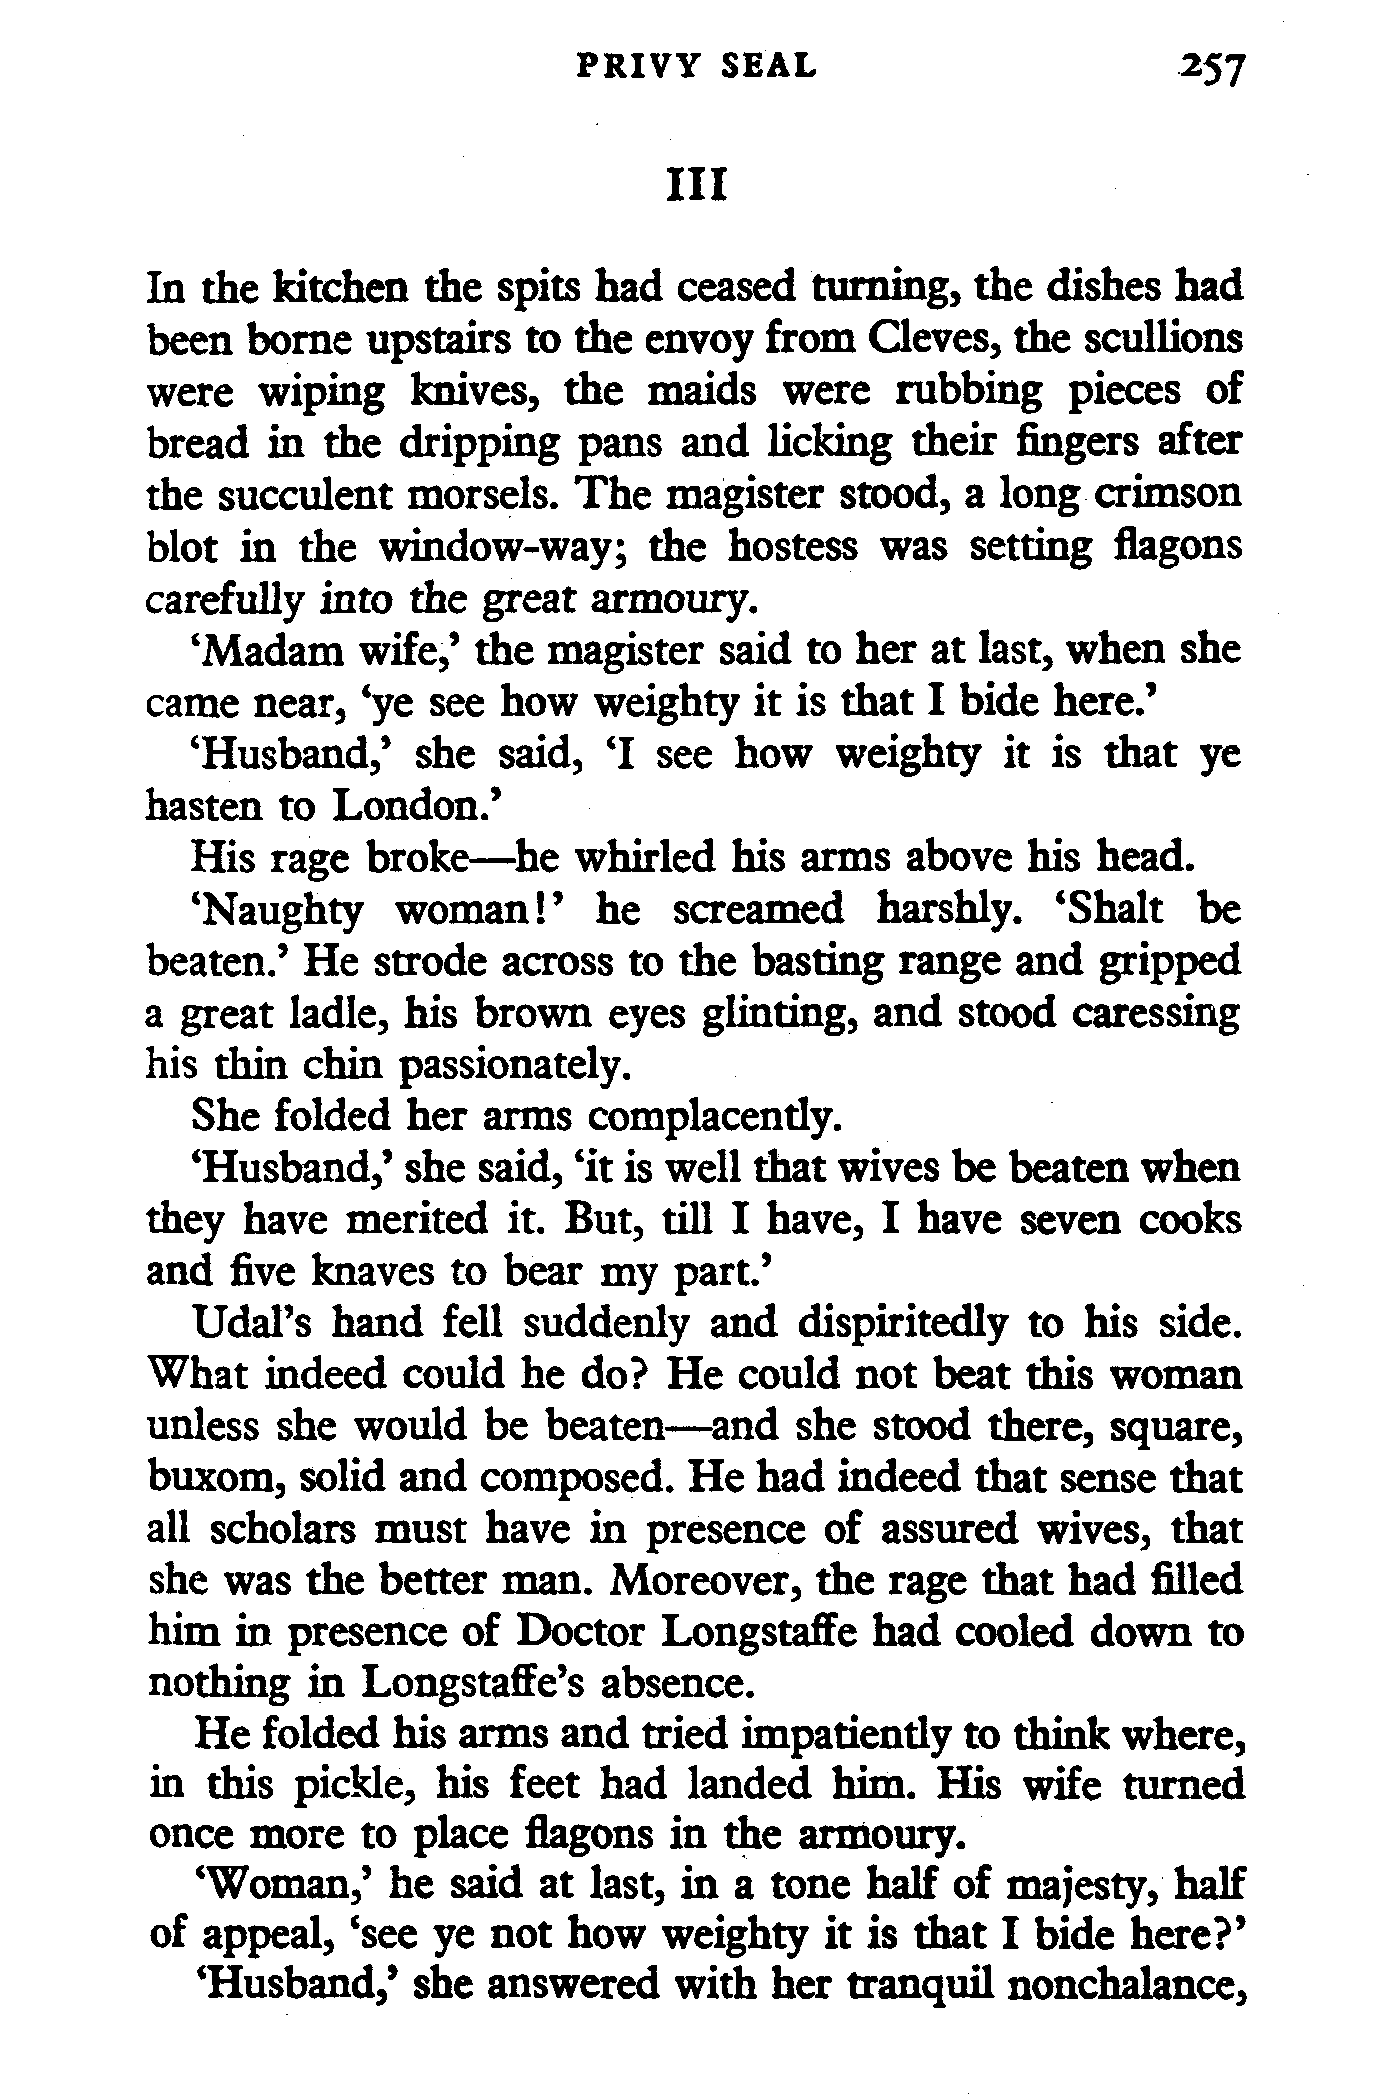 PRIVY SEAL 257
III
In the kitchen the spits had ceased turning, the dishes had
been borne upstairs to the envoy from Cleves, the scullions
were wiping knives, the maids were rubbing pieces of
bread in the dripping pans and licking their fingers after
the succulent morsels. The magister stood, a long crimson
blot in the window-way; the hostess was setting flagons
carefully into the great armoury.
‘Madam wife,’ the magister said to her at last, when she
came near, ‘ye see how weighty it is that I bide here.’
‘Husband,’ she said, ‘I see how weighty it is that ye
hasten to London.’
His rage broke—he whirled his arms above his head.
‘Naughty woman!’ he screamed harshly. ‘Shalt be
beaten.’ He strode across to the basting range and gripped
a great ladle, his brown eyes glinting, and stood caressing
his thin chin passionately.
She folded her arms complacently.
‘Husband,’ she said, ‘it is well that wives be beaten when
they have merited it. But, till I have, I have seven cooks
and five knaves to bear my part.’
Udal’s hand fell suddenly and dispiritedly to his side.
What indeed could he do? He could not beat this woman
unless she would be beaten—and she stood there, square,
buxom, solid and composed. He had indeed that sense that
all scholars must have in presence of assured wives, that
she was the better man. Moreover, the rage that had filled
him in presence of Doctor Longstaffe had cooled down to
nothing in Longstaffe’s absence.
He folded his arms and tried impatiently to think where,
in this pickle, his feet had landed him. His wife turned
once more to place flagons in the armoury.
‘Woman,’ he said at last, in a tone half of majesty, half
of appeal, ‘see ye not how weighty it is that I bide here?’
‘Husband,’ she answered with her tranquil nonchalance,